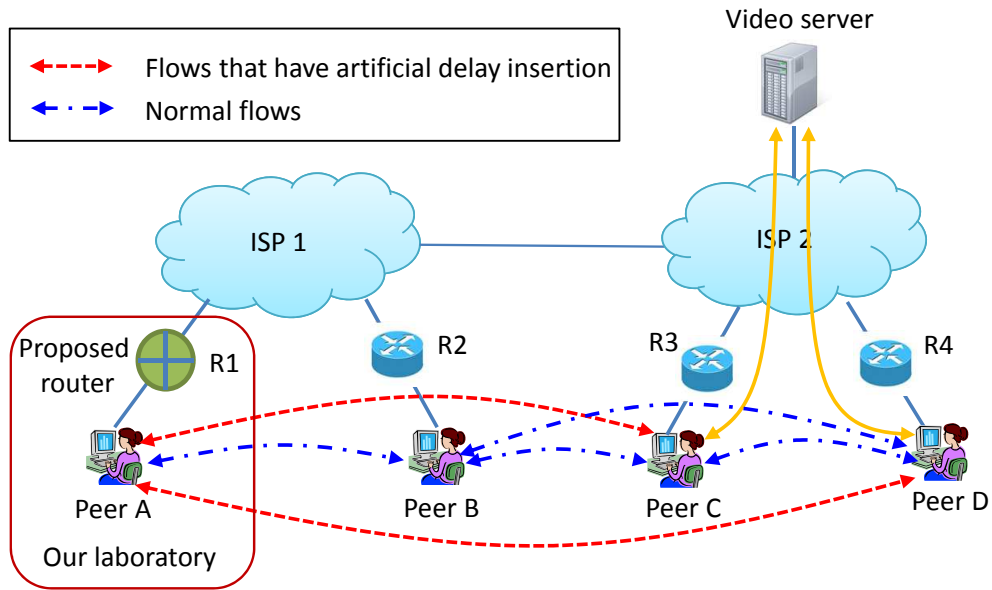 Video server
Flows that have artificial delay insertion
Normal flows
ISP 1
ISP 2
Proposed
router
R1
R2
R3
R4
Peer A
Peer B
Peer C
Peer D
Our laboratory